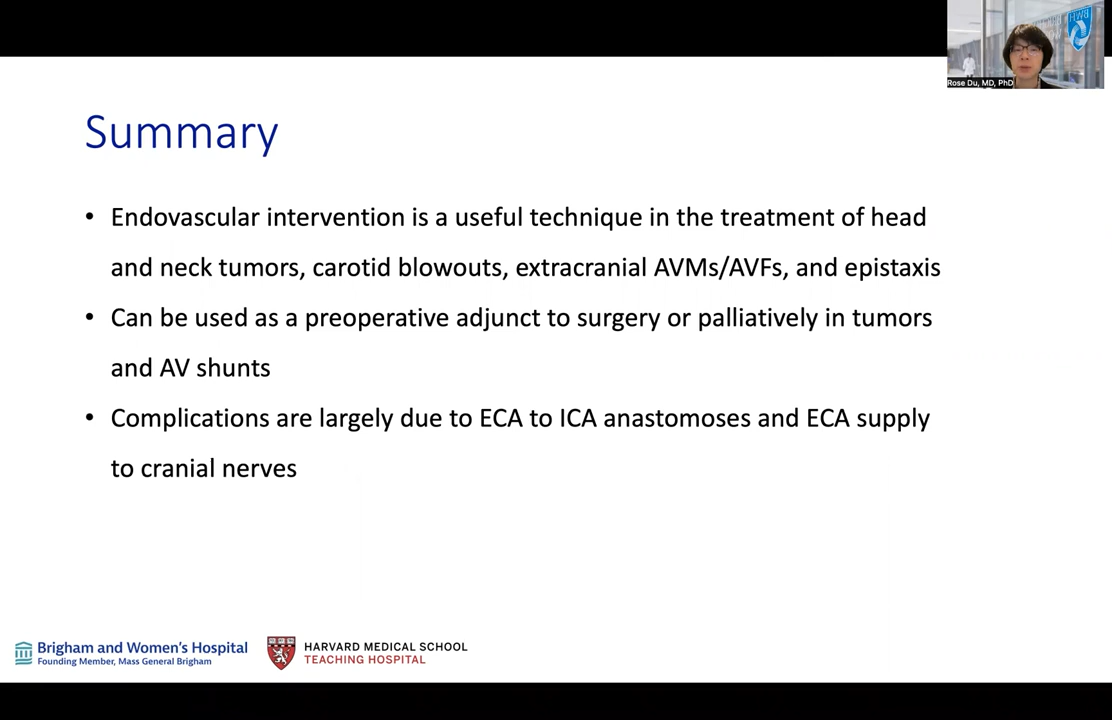 Rose Du, MD, PhD
Summary
• Endovascular intervention is a useful technique in the treatment of head
and neck tumors, carotid blowouts, extracranial AVMs/AVFs, and epistaxis
• Can be used as a preoperative adjunct to surgery or palliatively in tumors
and AV shunts
• Complications are largely due to ECA to ICA anastomoses and ECA supply
to cranial nerves
Brigham and Women's Hospital
Founding Member, Mass General Brigham
HARVARD MEDICAL SCHOOL
TEACHING HOSPITAL